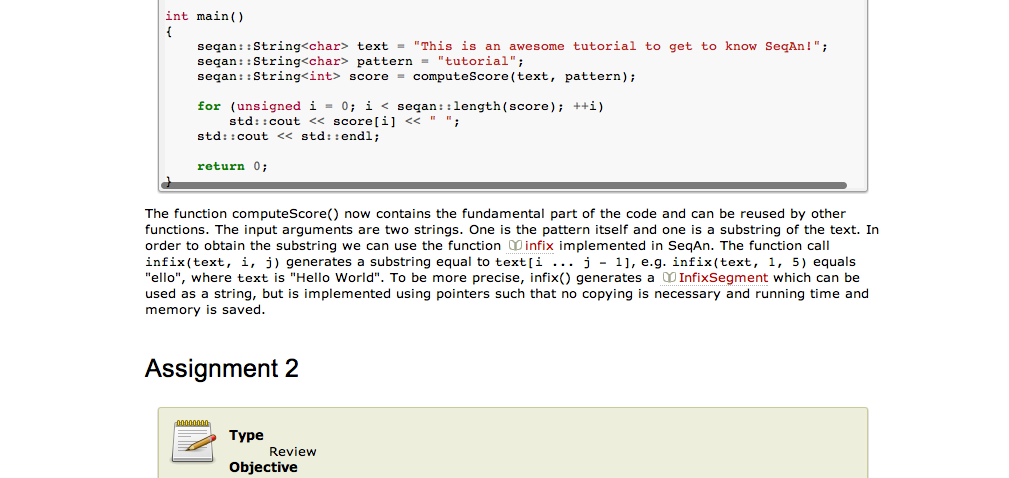 int main()
{
    seqan::String<char> text = "This is an awesome tutorial to get to know SeqAn!";
    seqan::String<char> pattern = "tutorial";
    seqan::String<int> score = computeScore(text, pattern);
    for (unsigned i = 0; i < seqan::length(score); ++i)
        std::cout << score[i] << " ";
    std::cout << std::endl;
    return 0;
}
The function computeScore() now contains the fundamental part of the code and can be reused by other
functions. The input arguments are two strings. One is the pattern itself and one is a substring of the text. In
order to obtain the substring we can use the function infix implemented in SeqAn. The function call
infix(text, i, j) generates a substring equal to text[i ... j - 1], e.g. infix(text, 1, 5) equals
"ello", where text is "Hello World". To be more precise, infix() generates a InfixSegment which can be
used as a string, but is implemented using pointers such that no copying is necessary and running time and
memory is saved.
Assignment 2
Type
Review
Objective